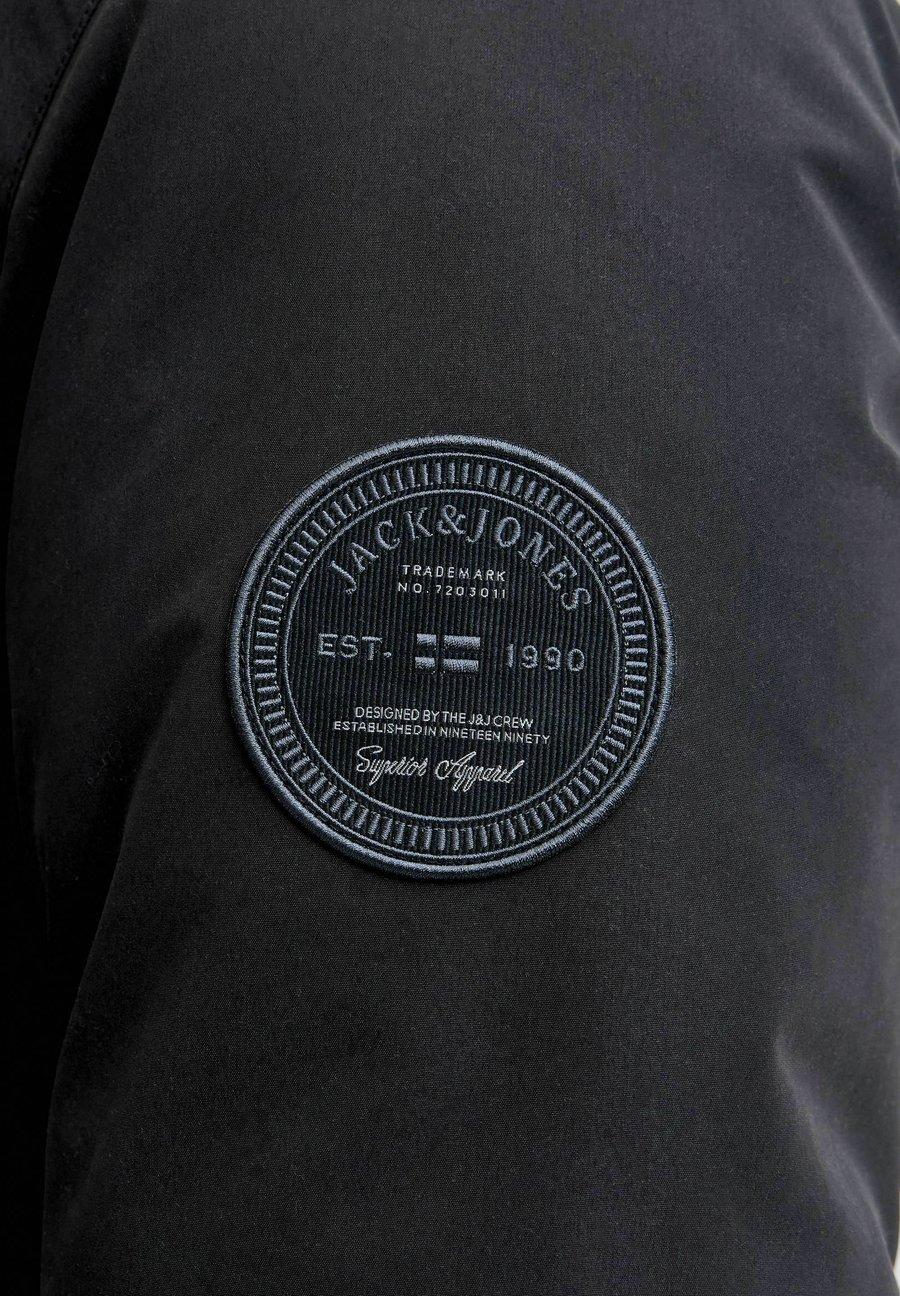 JACK&JONES
TRADEMARK
NO.7203011
EST. 1990
DESIGNED BY THE J&J CREW
ESTABLISHED IN NINETEEN NINETY
Superior Apparel